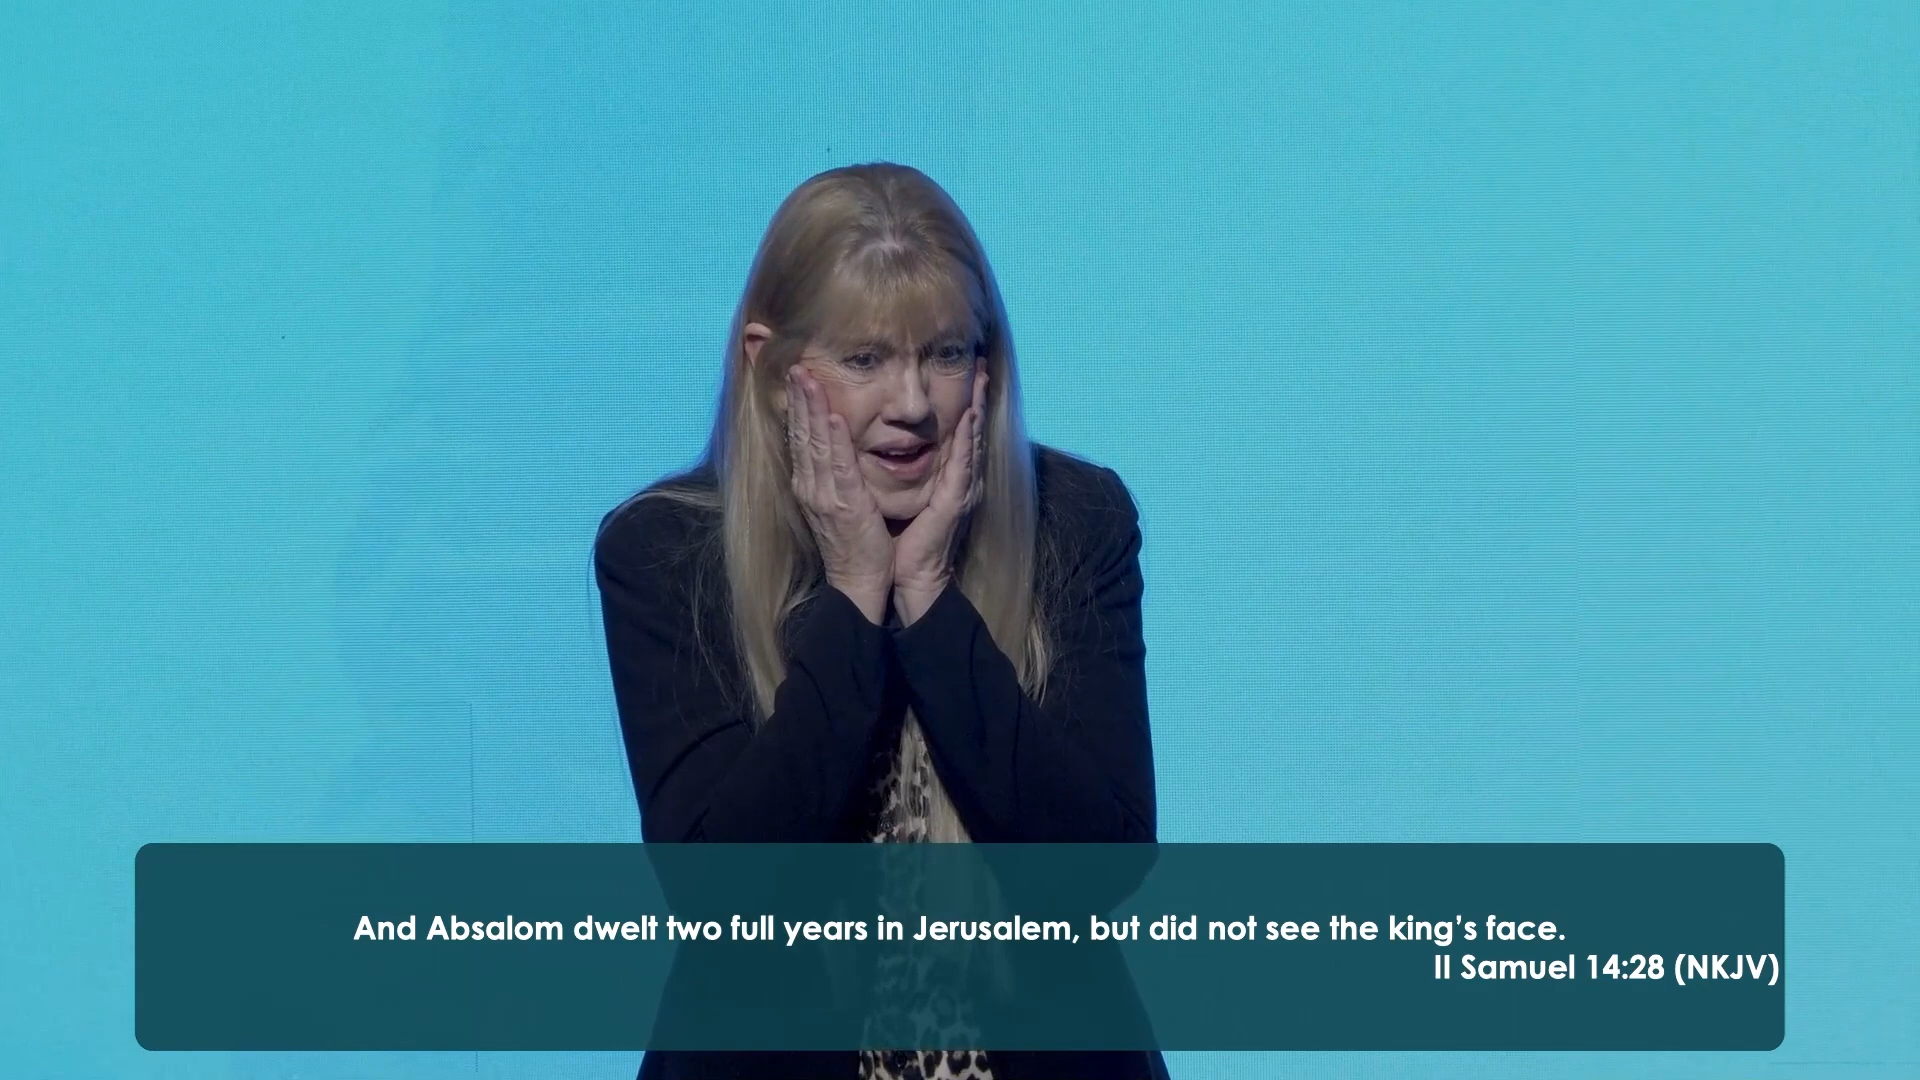 And Absalom dwelt two full years in Jerusalem, but did not see the king’s face.
II Samuel 14:28 (NKJV)